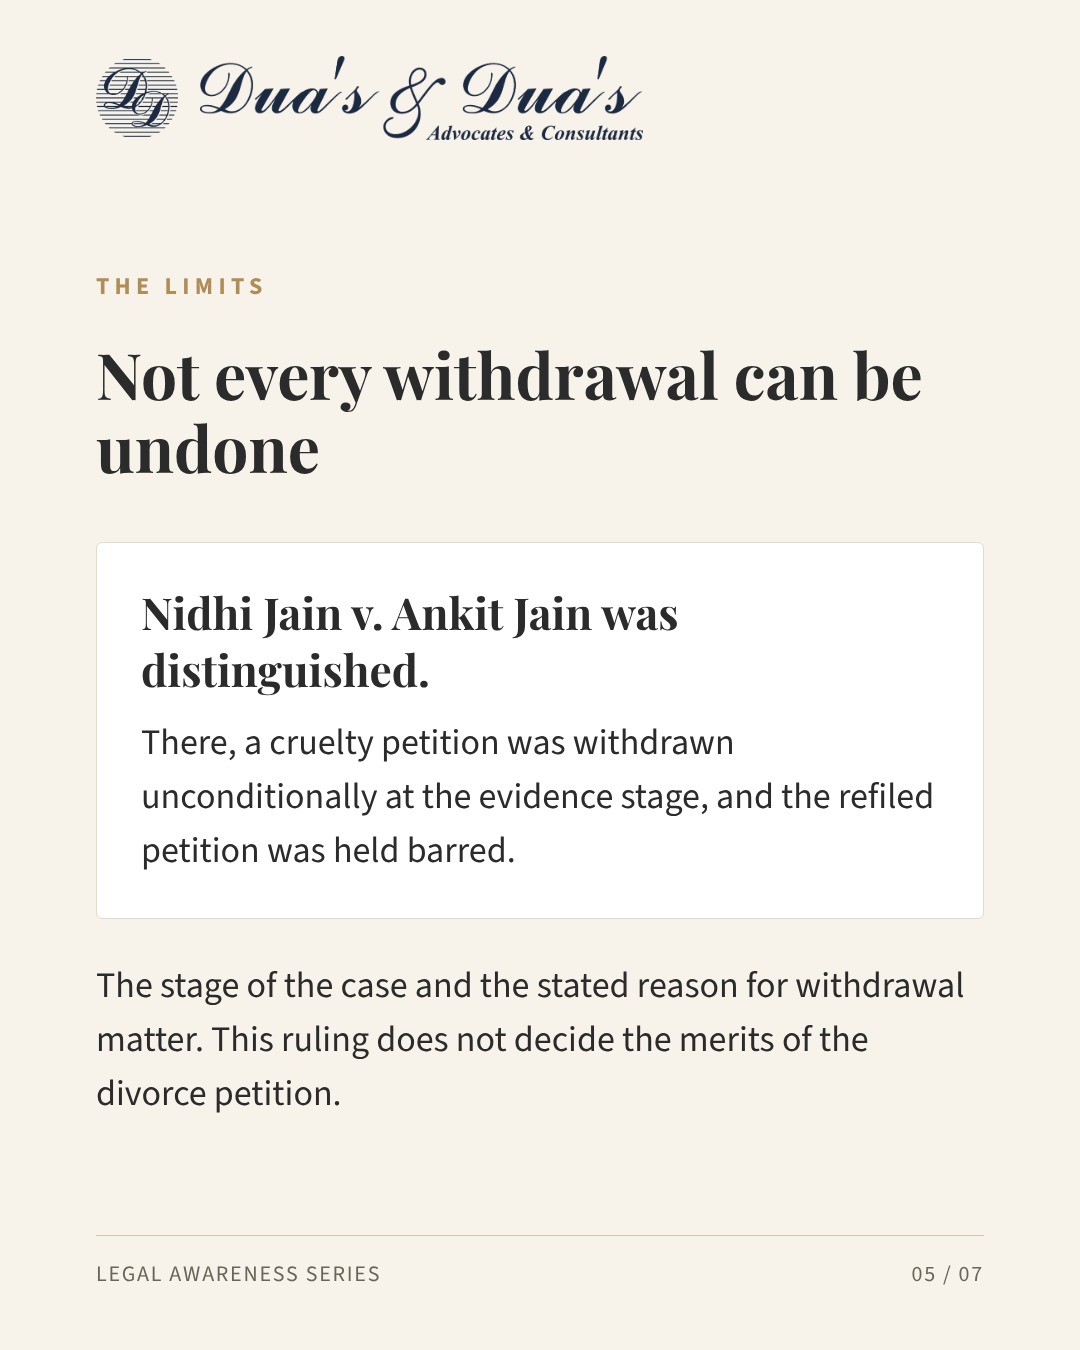 DD Dua's & Dua's
Advocates & Consultants
THE LIMITS
Not every withdrawal can be
undone
Nidhi Jain v. Ankit Jain was
distinguished.
There, a cruelty petition was withdrawn
unconditionally at the evidence stage, and the refiled
petition was held barred.
The stage of the case and the stated reason for withdrawal
matter. This ruling does not decide the merits of the
divorce petition.
LEGAL AWARENESS SERIES
05 / 07